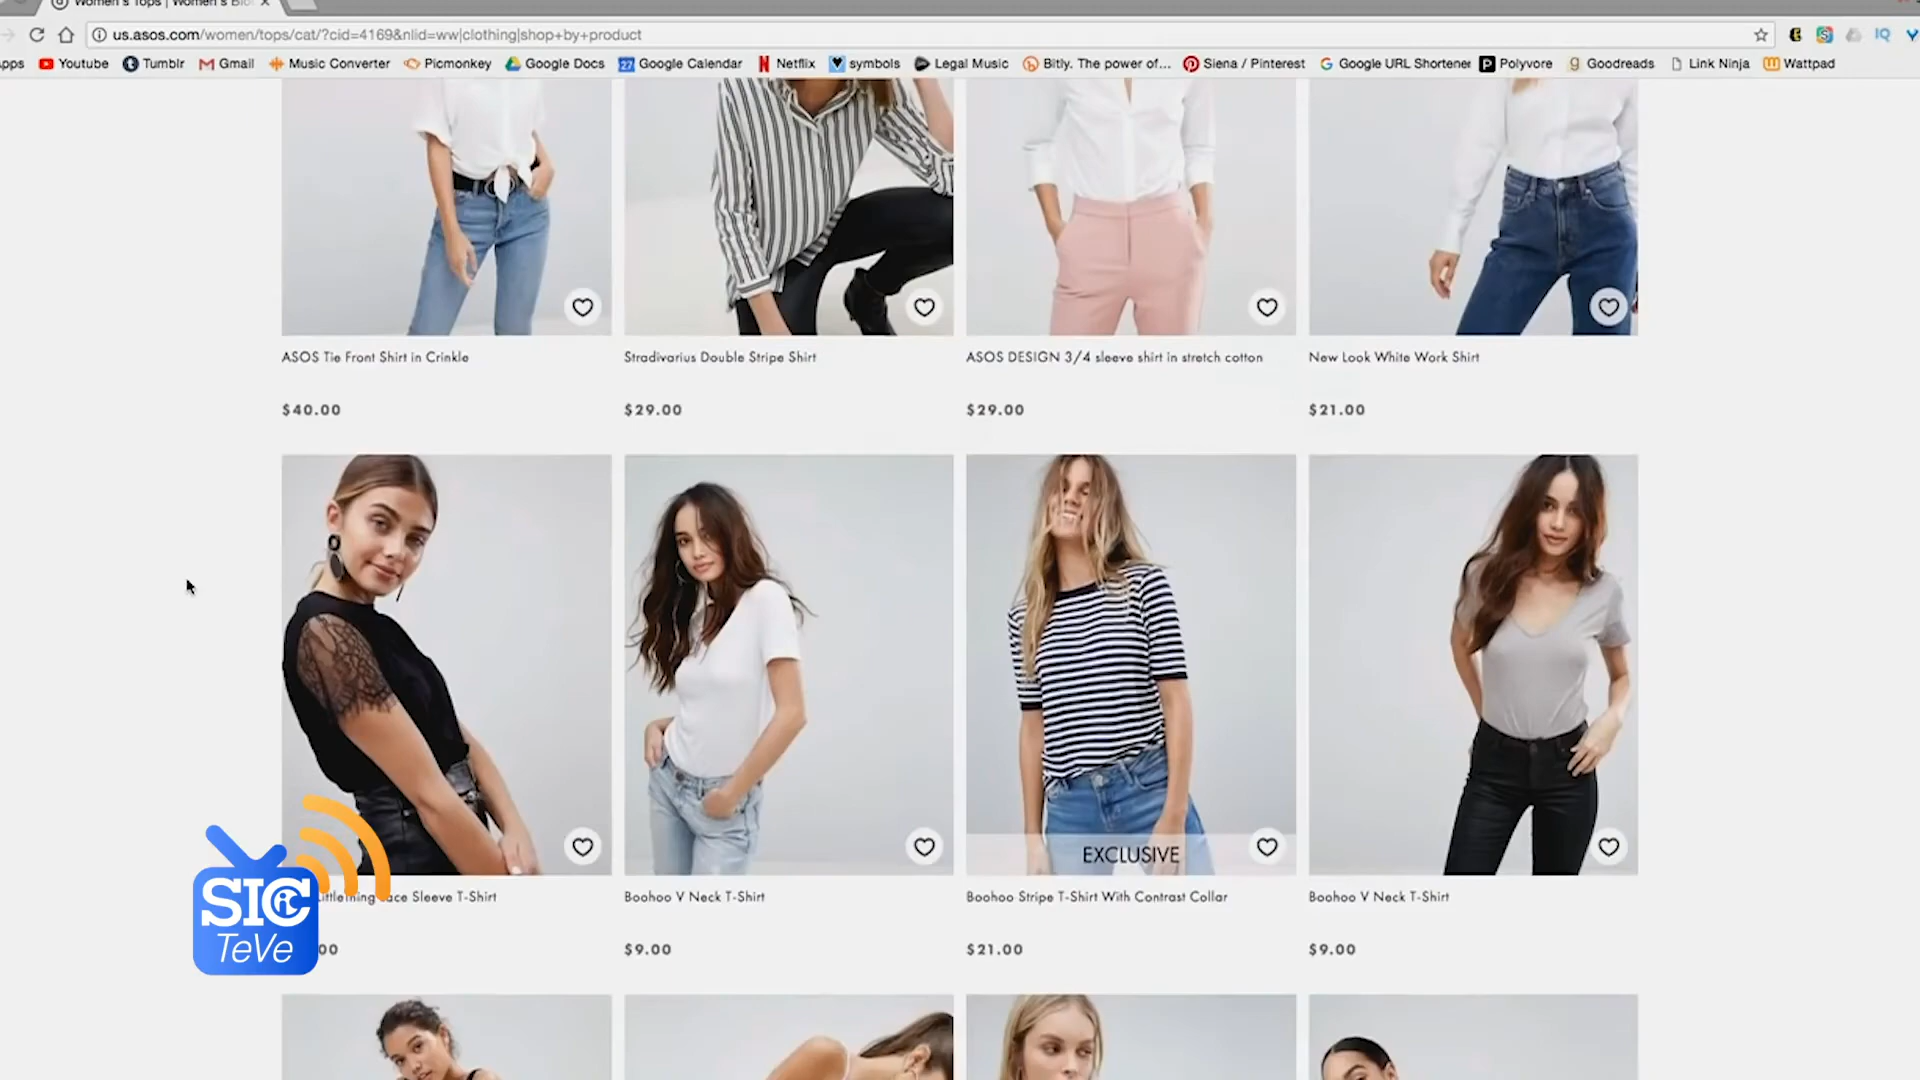 Women's Tops | Women's Blo
us.asos.com/women/tops/cat/?cid=4169&nlid=ww|clothing|shop+by+product
Youtube Tumblr Gmail Music Converter Picmonkey Google Docs Google Calendar Netflix symbols Legal Music Bitly. The power of... Siena / Pinterest Google URL Shortener Polyvore Goodreads Link Ninja Wattpad
ASOS Tie Front Shirt in Crinkle
$40.00
Stradivarius Double Stripe Shirt
$29.00
ASOS DESIGN 3/4 sleeve shirt in stretch cotton
$29.00
New Look White Work Shirt
$21.00
Sleeve T-Shirt
Boohoo V Neck T-Shirt
$9.00
EXCLUSIVE
Boohoo Stripe T-Shirt With Contrast Collar
$21.00
Boohoo V Neck T-Shirt
$9.00
SIC
TeVe